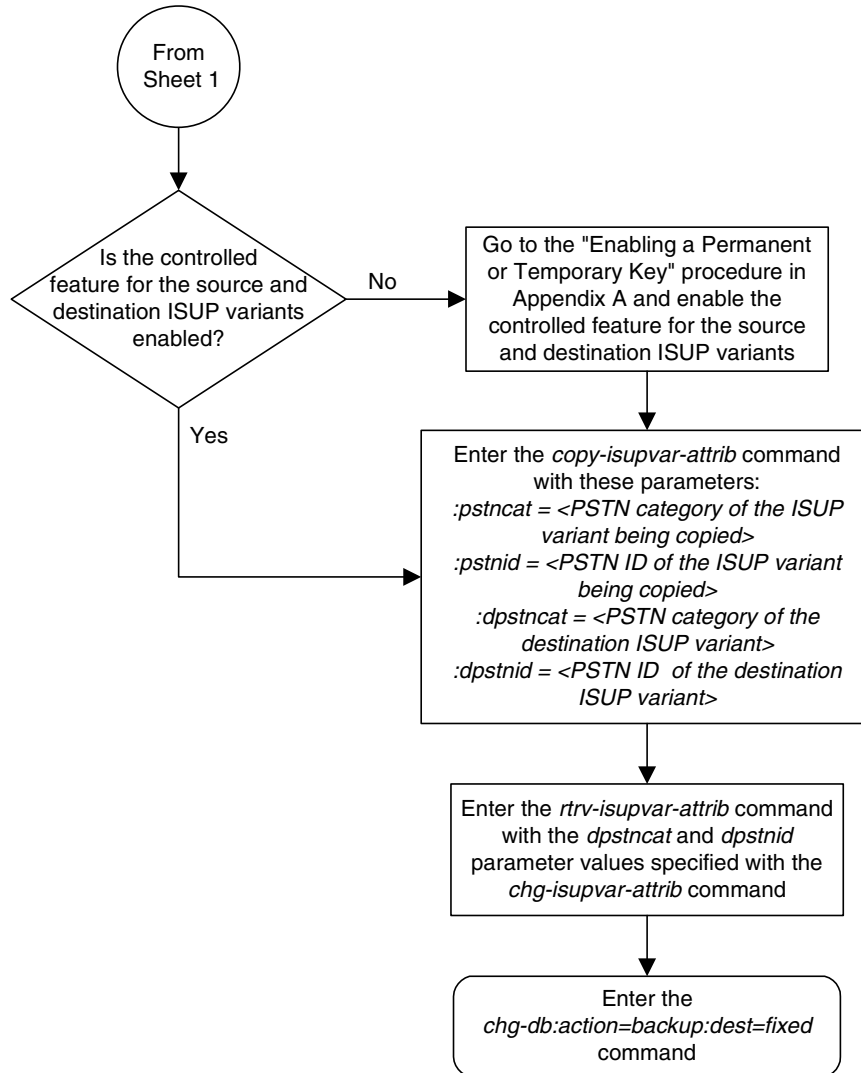 From
Sheet 1
Is the controlled
feature for the source and
destination ISUP variants
enabled?
No
Go to the "Enabling a Permanent
or Temporary Key" procedure in
Appendix A and enable the
controlled feature for the source
and destination ISUP variants
Yes
Enter the copy-isupvar-attrib command
with these parameters:
:pstncat = <PSTN category of the ISUP
variant being copied>
:pstnid = <PSTN ID of the ISUP variant
being copied>
:dpstncat = <PSTN category of the
destination ISUP variant>
:dpstnid = <PSTN ID of the destination
ISUP variant>
Enter the rtrv-isupvar-attrib command
with the dpstncat and dpstnid
parameter values specified with the
chg-isupvar-attrib command
Enter the
chg-db:action=backup:dest=fixed
command